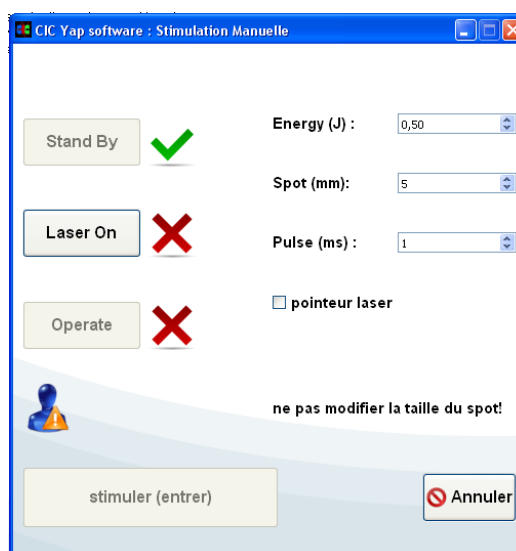 CIC Yap software : Stimulation Manuelle
Energy (J) : 0,50
Stand By
Spot (mm): 5
Laser On
Pulse (ms) : 1
pointeur laser
Operate
ne pas modifier la taille du spot!
stimuler (entrer)
Annuler